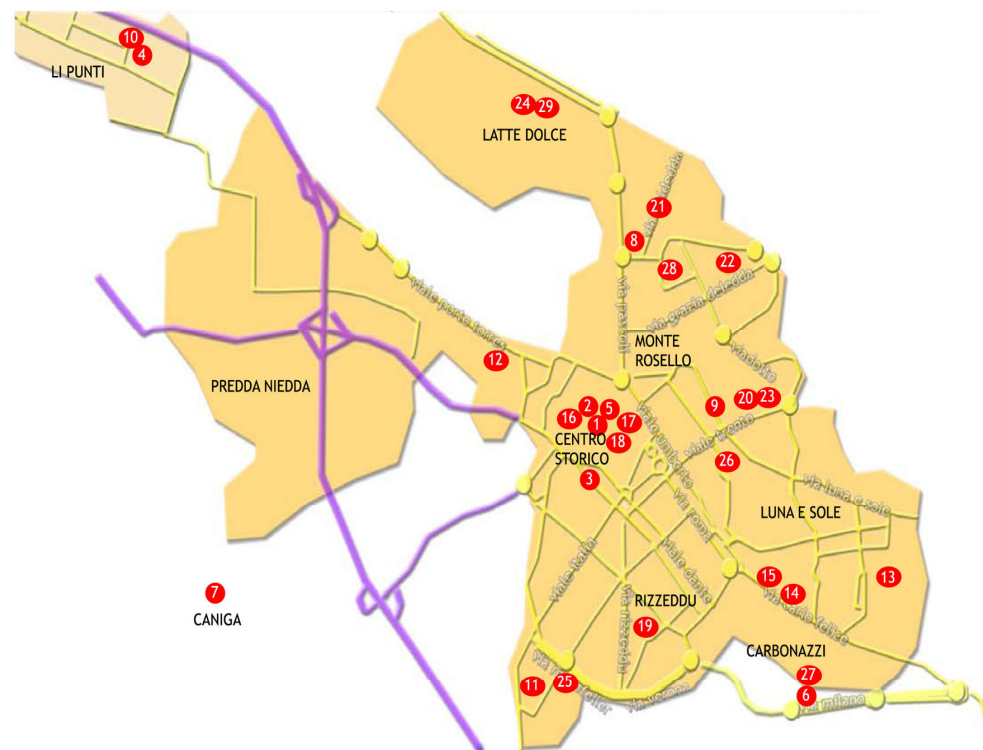 10
4
LI PUNTI
24 29
LATTE DOLCE
21
8
28
22
via grazia deledda
via pascoli
viale porto torres
12
MONTE
ROSELLO
viadotto
PREDDA NIEDDA
16
2
5
1
17
18
9
20
23
CENTRO
STORICO
viale umberto
viale trento
3
26
via roma
via luna e sole
LUNA E SOLE
viale italia
viale dante
7
CANIGA
15
14
13
RIZZEDDU
via rizzeddu
via carlo felice
19
CARBONAZZI
11
25
via verona
27
6
via milano